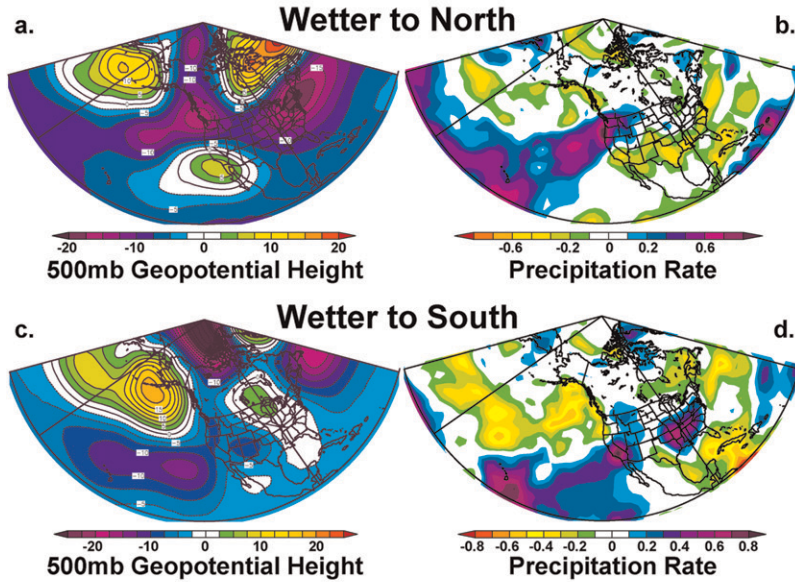 Wetter to North
a.
b.
-20 -10 0 10 20
500mb Geopotential Height
-0.6 -0.2 0 0.2 0.6
Precipitation Rate
Wetter to South
c.
d.
-20 -10 0 10 20
500mb Geopotential Height
-0.8 -0.6 -0.4 -0.2 0 0.2 0.4 0.6 0.8
Precipitation Rate